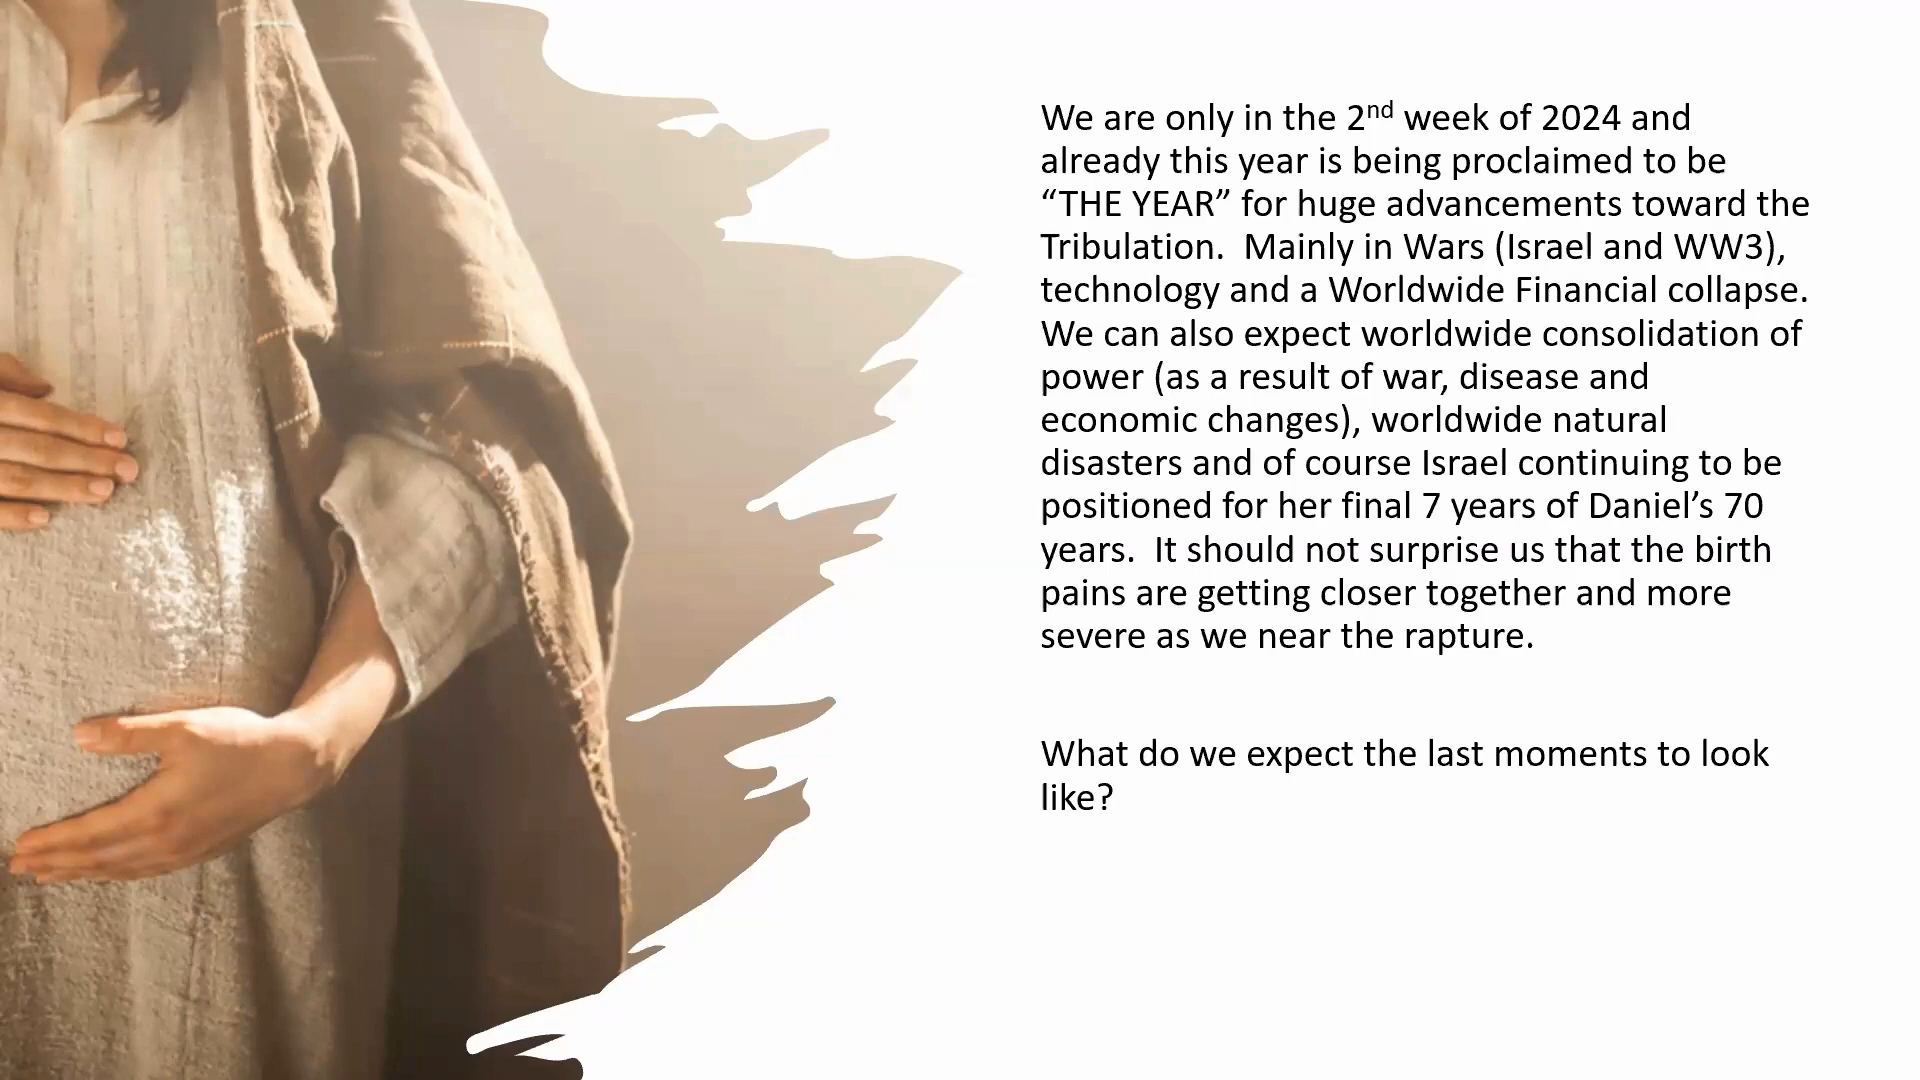 We are only in the 2nd week of 2024 and
already this year is being proclaimed to be
“THE YEAR” for huge advancements toward the
Tribulation.  Mainly in Wars (Israel and WW3),
technology and a Worldwide Financial collapse.
We can also expect worldwide consolidation of
power (as a result of war, disease and
economic changes), worldwide natural
disasters and of course Israel continuing to be
positioned for her final 7 years of Daniel’s 70
years.  It should not surprise us that the birth
pains are getting closer together and more
severe as we near the rapture.
What do we expect the last moments to look
like?